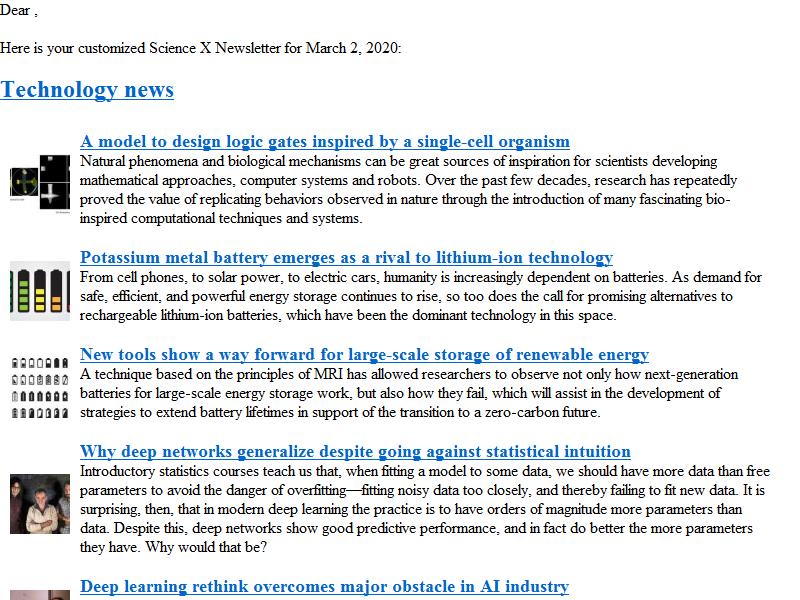 Dear ,
Here is your customized Science X Newsletter for March 2, 2020:
Technology news
A model to design logic gates inspired by a single-cell organism
Natural phenomena and biological mechanisms can be great sources of inspiration for scientists developing
mathematical approaches, computer systems and robots. Over the past few decades, research has repeatedly
proved the value of replicating behaviors observed in nature through the introduction of many fascinating bio-
inspired computational techniques and systems.
Potassium metal battery emerges as a rival to lithium-ion technology
From cell phones, to solar power, to electric cars, humanity is increasingly dependent on batteries. As demand for
safe, efficient, and powerful energy storage continues to rise, so too does the call for promising alternatives to
rechargeable lithium-ion batteries, which have been the dominant technology in this space.
New tools show a way forward for large-scale storage of renewable energy
A technique based on the principles of MRI has allowed researchers to observe not only how next-generation
batteries for large-scale energy storage work, but also how they fail, which will assist in the development of
strategies to extend battery lifetimes in support of the transition to a zero-carbon future.
Why deep networks generalize despite going against statistical intuition
Introductory statistics courses teach us that, when fitting a model to some data, we should have more data than free
parameters to avoid the danger of overfitting—fitting noisy data too closely, and thereby failing to fit new data. It is
surprising, then, that in modern deep learning the practice is to have orders of magnitude more parameters than
data. Despite this, deep networks show good predictive performance, and in fact do better the more parameters
they have. Why would that be?
Deep learning rethink overcomes major obstacle in AI industry